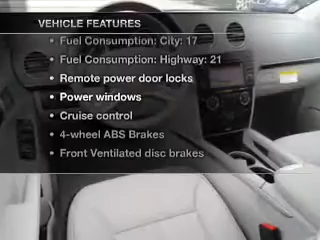 VEHICLE FEATURES
• Fuel Consumption: City: 17
• Fuel Consumption: Highway: 21
• Remote power door locks
• Power windows
• Cruise control
• 4-wheel ABS Brakes
• Front Ventilated disc brakes